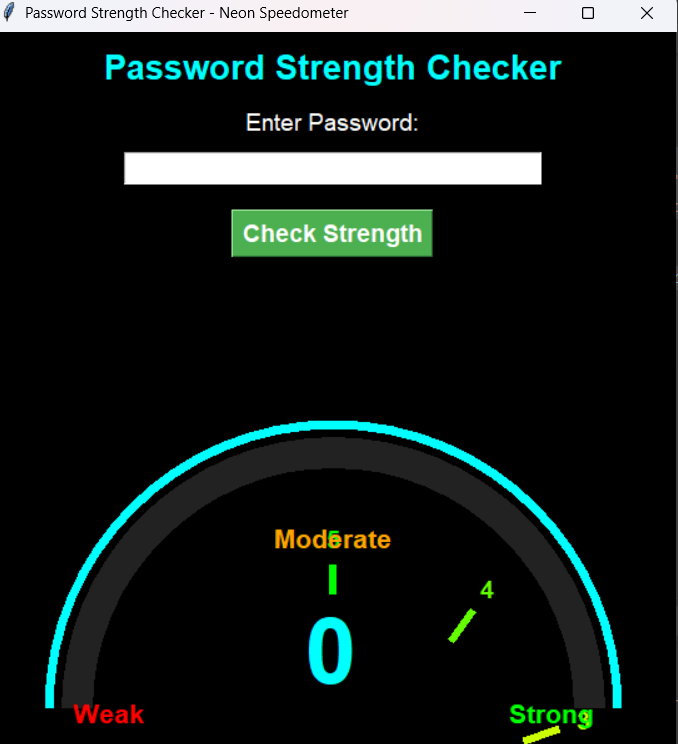 Password Strength Checker - Neon Speedometer
Password Strength Checker
Enter Password:
Check Strength
5
Moderate
4
0
Weak
Strong
3